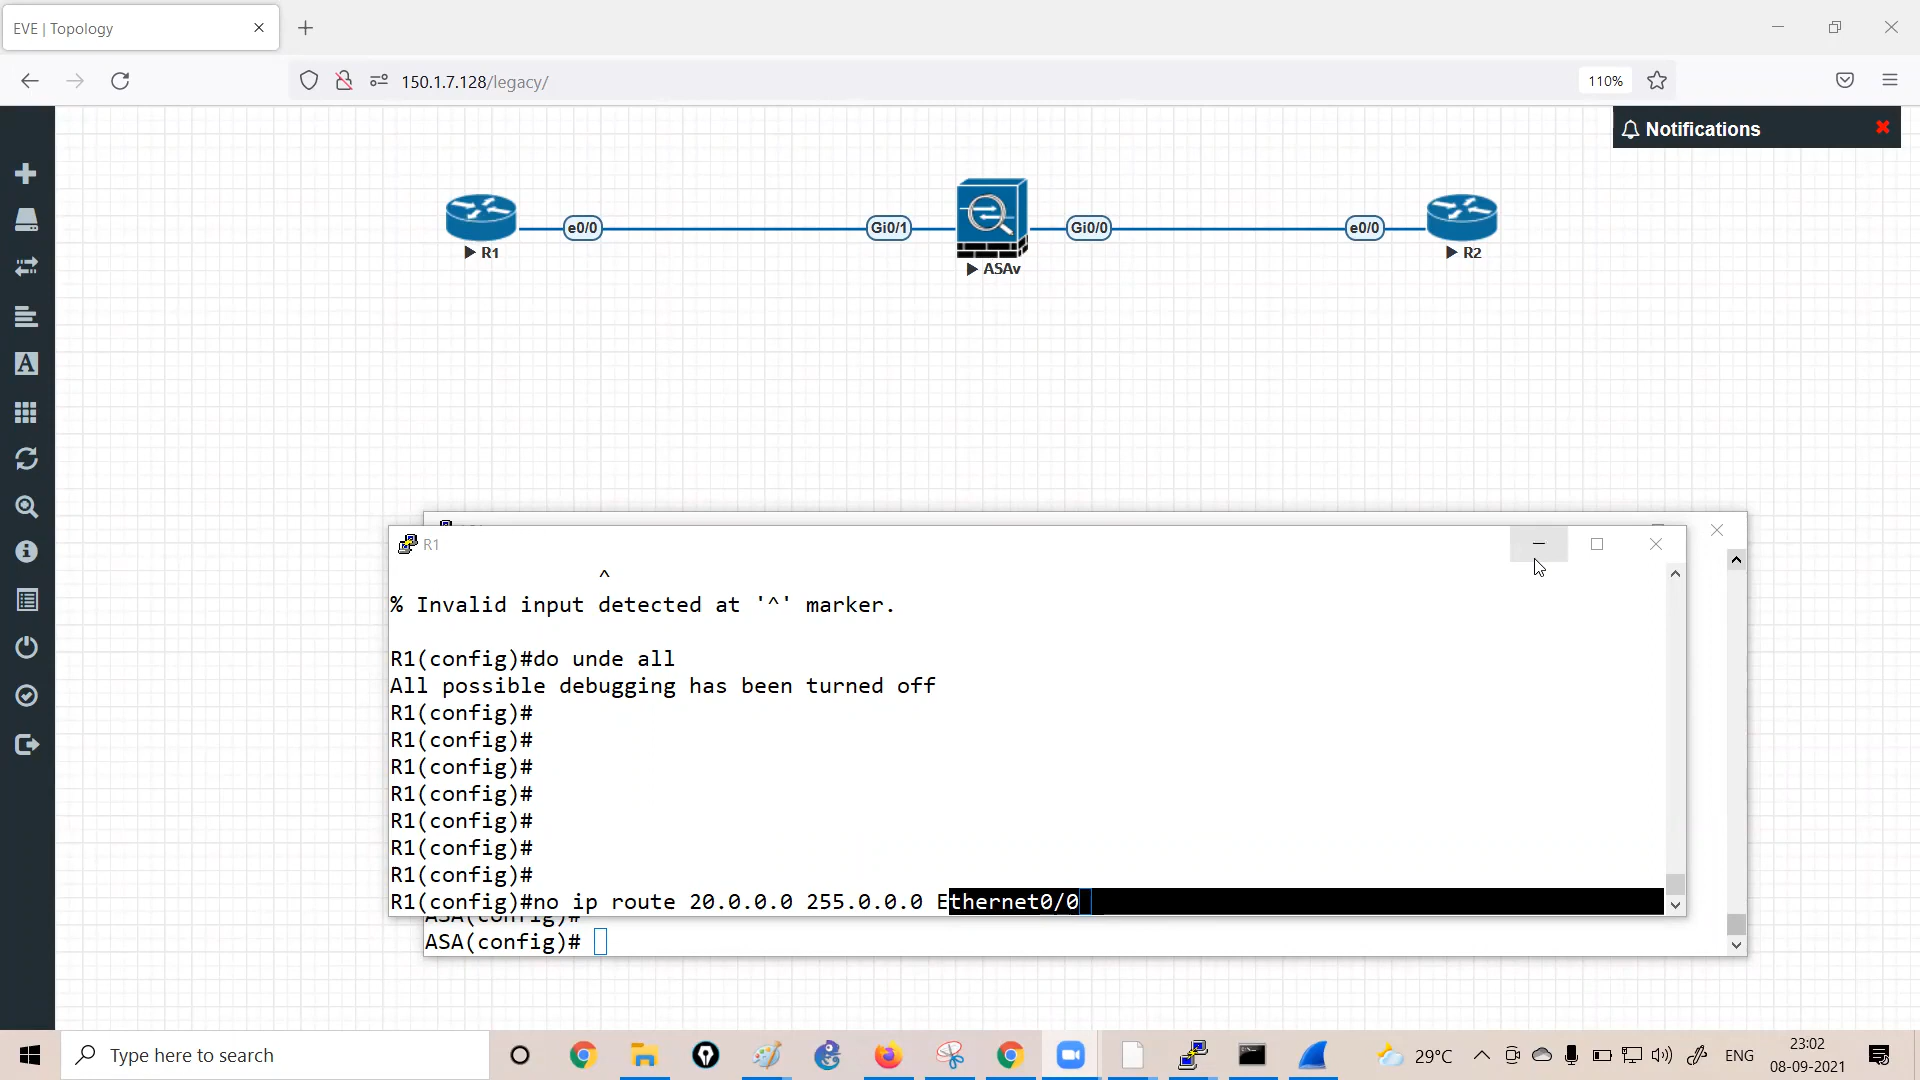 EVE | Topology
150.1.7.128/legacy/
110%
Notifications
e0/0
Gi0/1
Gi0/0
e0/0
R1
ASAv
R2
R1
^
% Invalid input detected at '^' marker.
R1(config)#do unde all
All possible debugging has been turned off
R1(config)#
R1(config)#
R1(config)#
R1(config)#
R1(config)#
R1(config)#
R1(config)#
R1(config)#no ip route 20.0.0.0 255.0.0.0 Ethernet0/0
ASA(config)#
ASA(config)#
Type here to search
29°C
ENG
23:02
08-09-2021